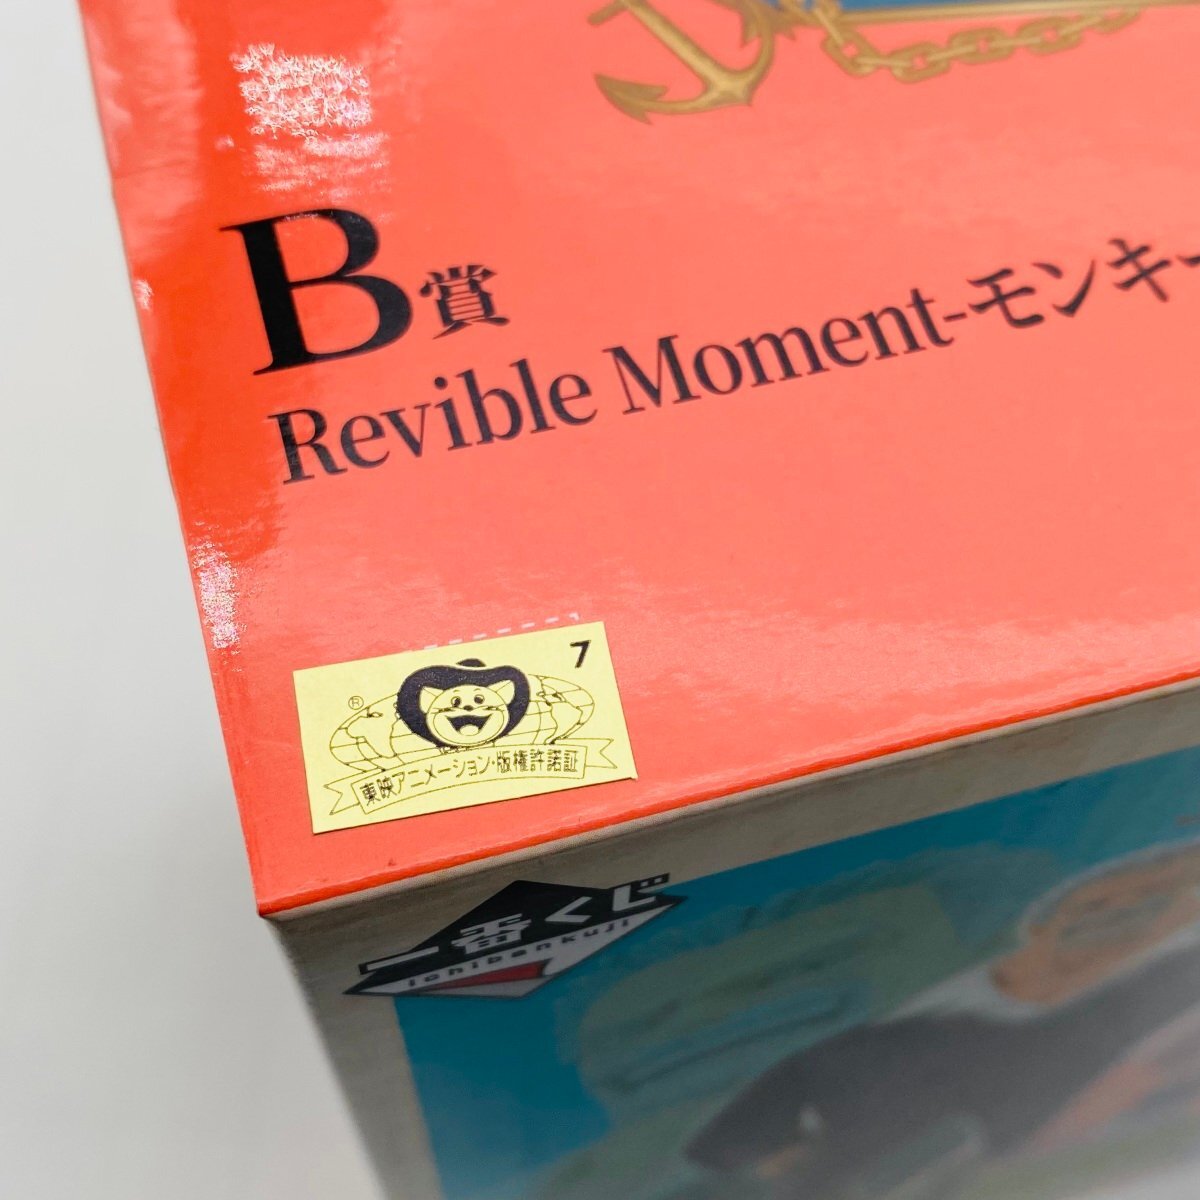 B賞
Revible Moment-モンキー
7
®
東映アニメーション・版権許諾証
一番くじ
ichibankuji